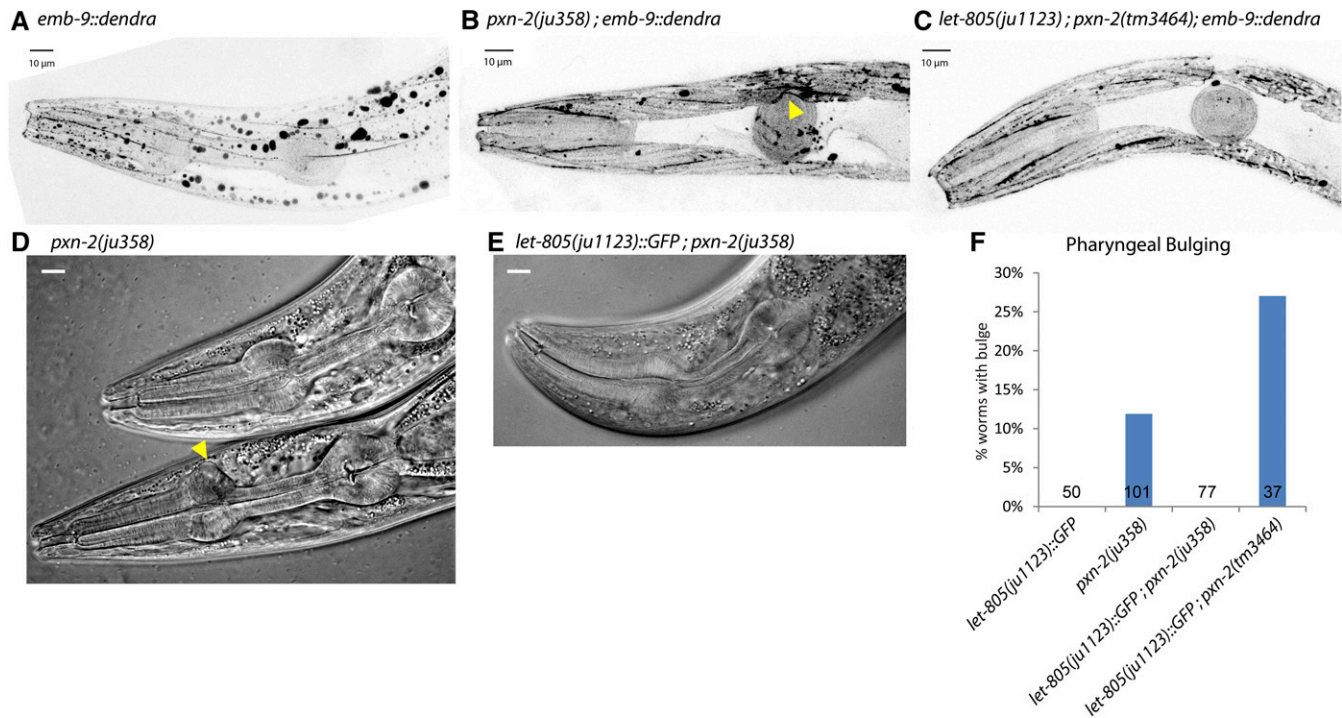 A emb-9::dendra
10 µm
B pxn-2(ju358) ; emb-9::dendra
10 µm
C let-805(ju1123) ; pxn-2(tm3464); emb-9::dendra
10 µm
D pxn-2(ju358)
E let-805(ju1123)::GFP ; pxn-2(ju358)
F
Pharyngeal Bulging
% worms with bulge
30%
25%
20%
15%
10%
5%
0%
50
101
77
37
let-805(ju1123)::GFP
pxn-2(ju358)
let-805(ju1123)::GFP ; pxn-2(ju358)
let-805(ju1123)::GFP ; pxn-2(tm3464)